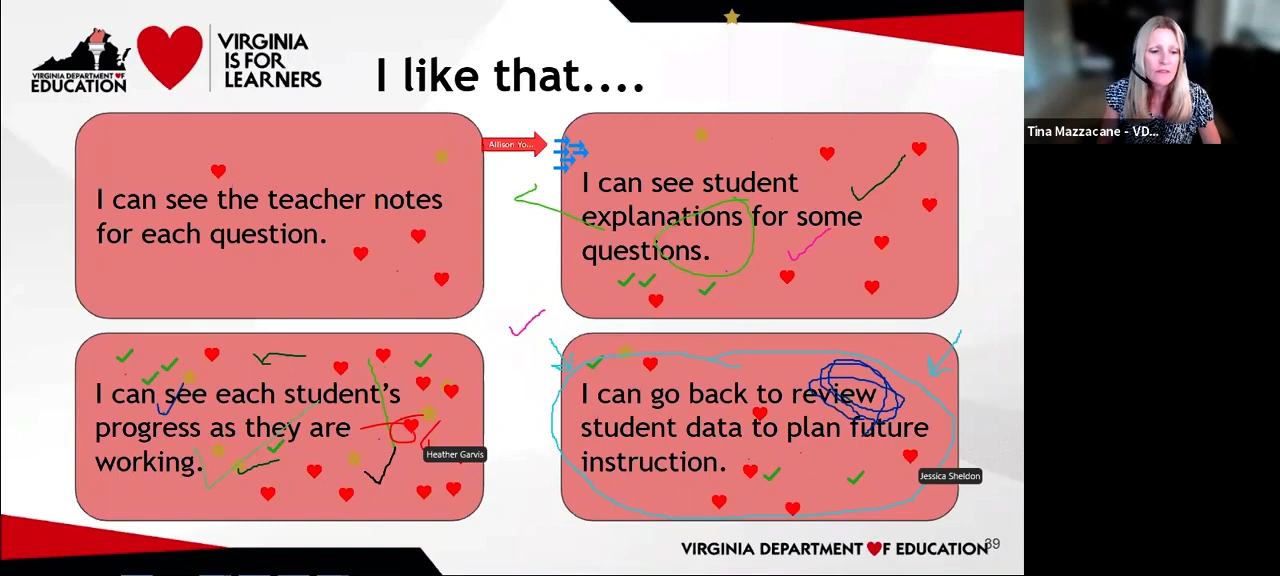 VIRGINIA DEPARTMENT OF
EDUCATION
VIRGINIA
IS FOR
LEARNERS
I like that....
I can see the teacher notes
for each question.
Allison Yo...
I can see student
explanations for some
questions.
I can see each student's
progress as they are
working.
Heather Garvis
I can go back to review
student data to plan future
instruction.
Jessica Sheldon
VIRGINIA DEPARTMENT OF EDUCATION
39
Tina Mazzacane - VD...